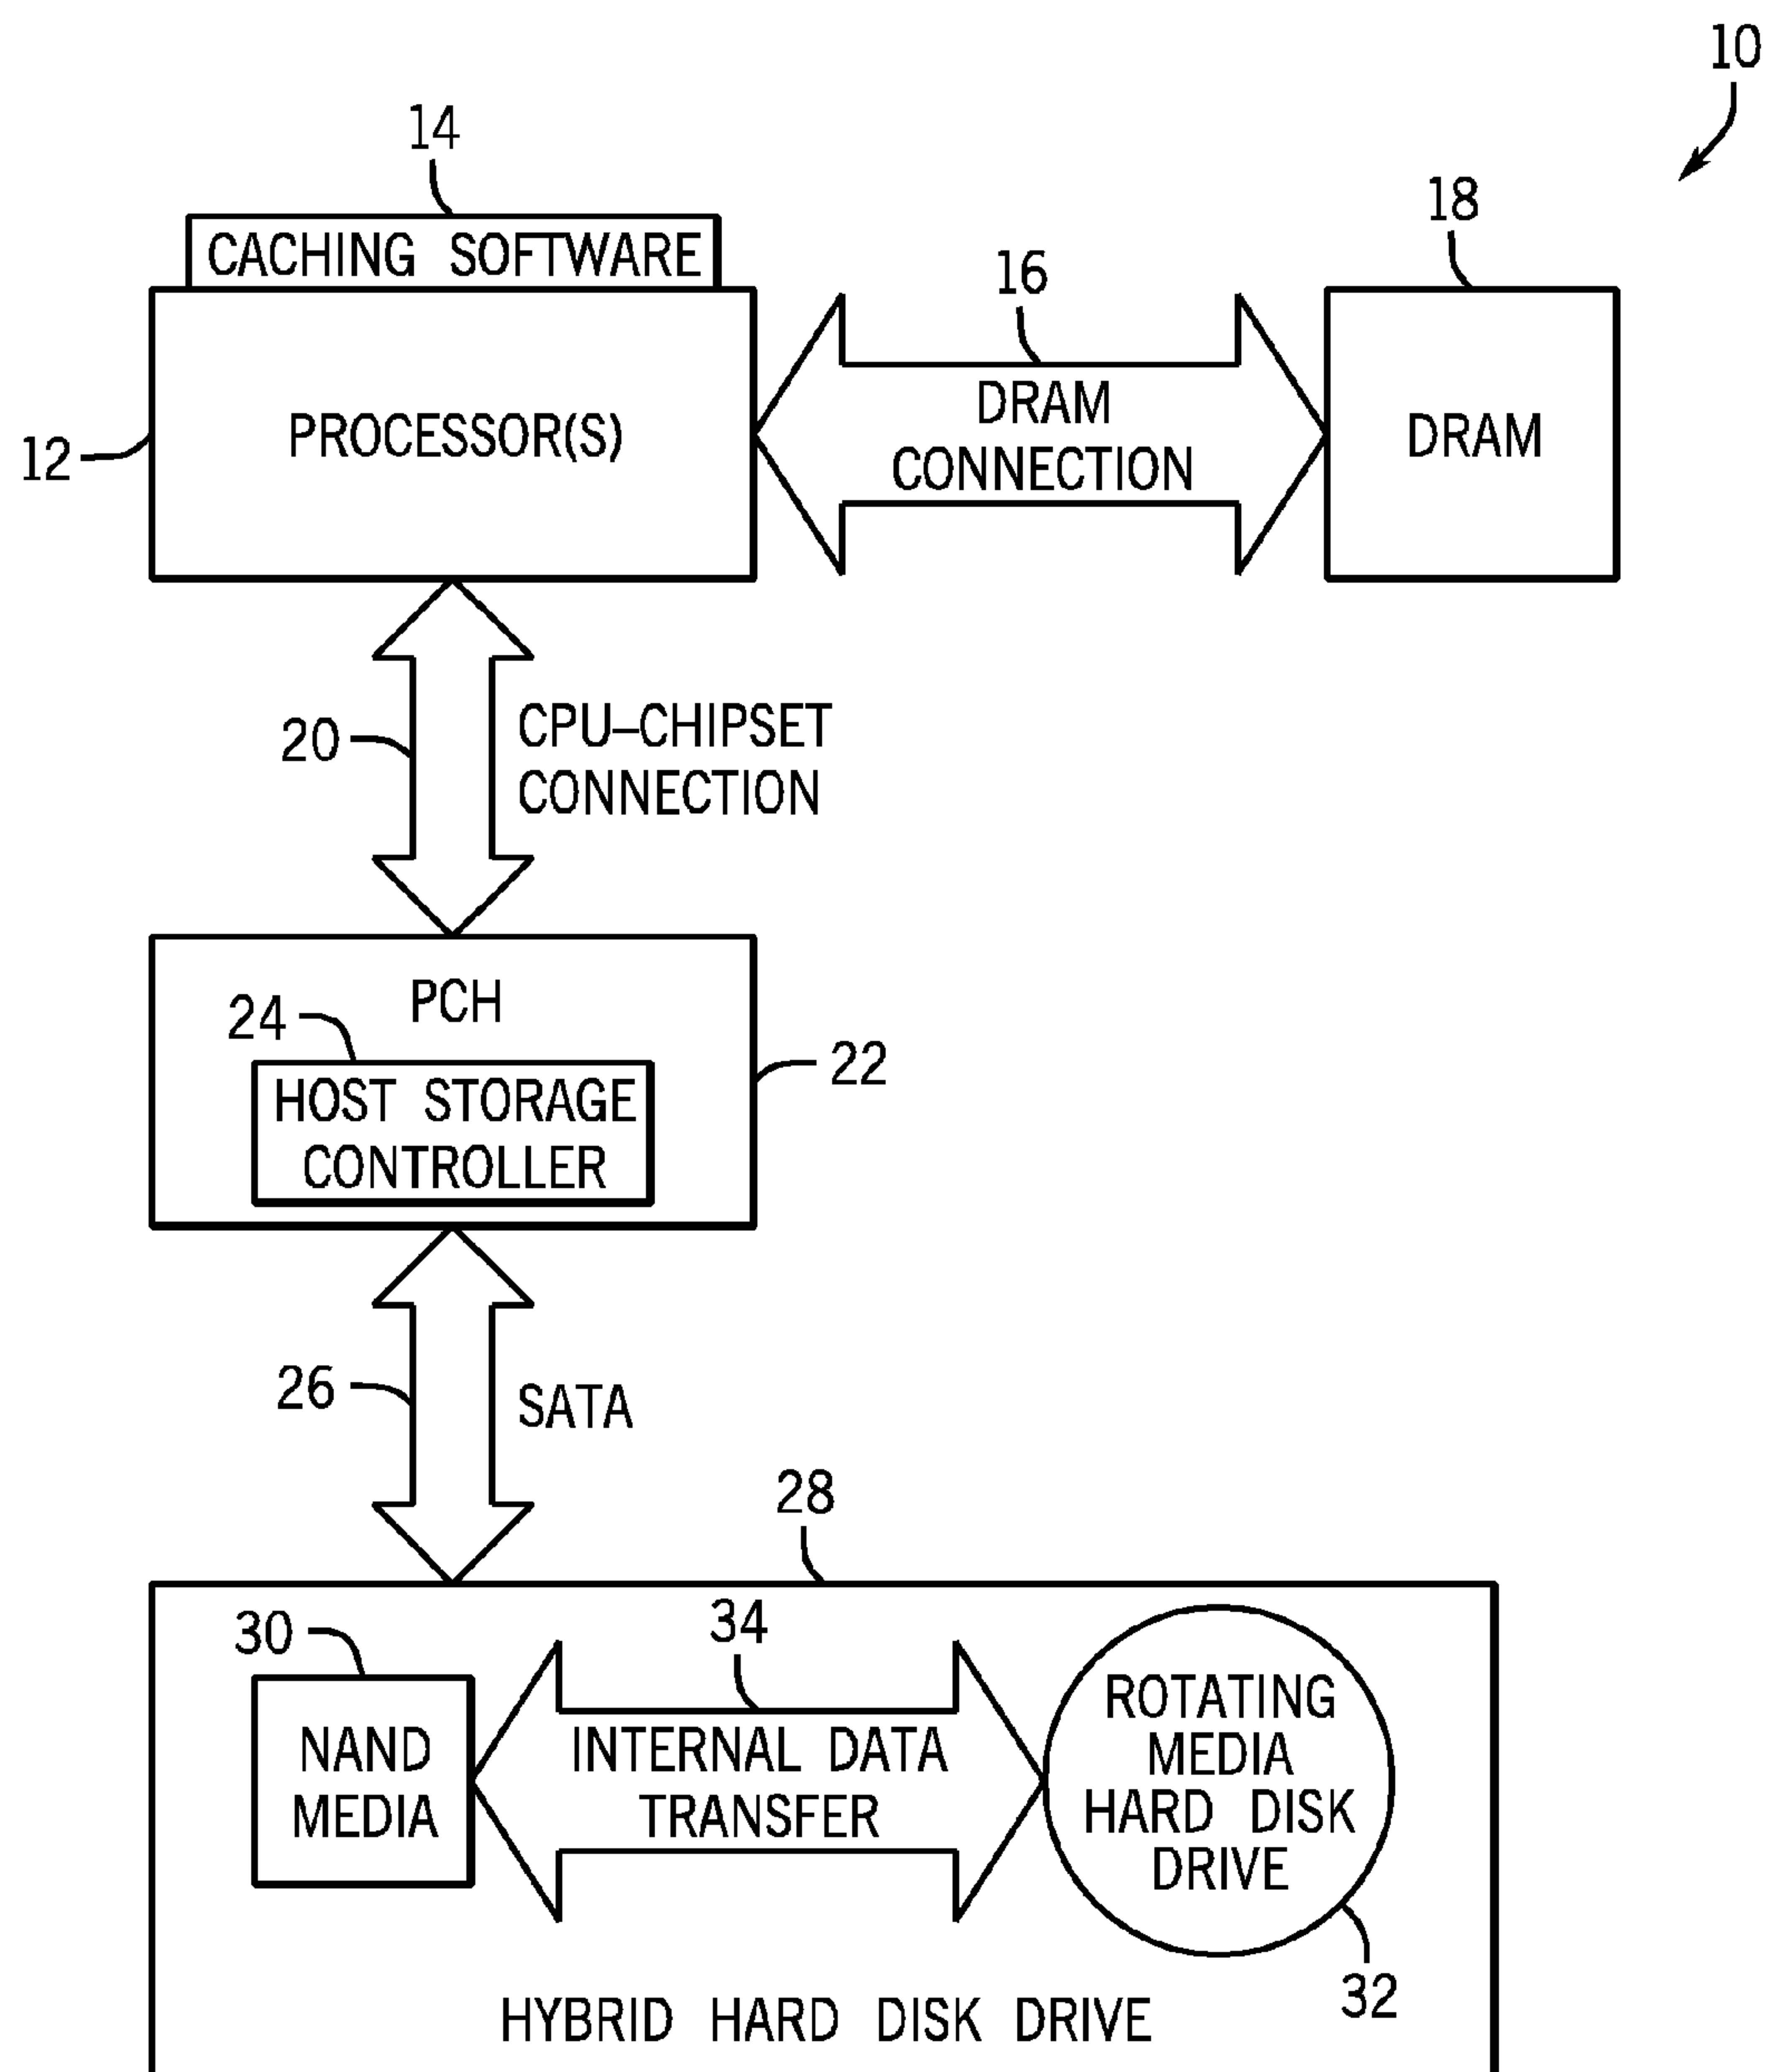 10
14
CACHING SOFTWARE
18
16
12
PROCESSOR(S)
DRAM
CONNECTION
DRAM
20
CPU–CHIPSET
CONNECTION
PCH
24
22
HOST STORAGE
CONTROLLER
26
SATA
28
30
34
NAND
MEDIA
INTERNAL DATA
TRANSFER
ROTATING
MEDIA
HARD DISK
DRIVE
32
HYBRID HARD DISK DRIVE